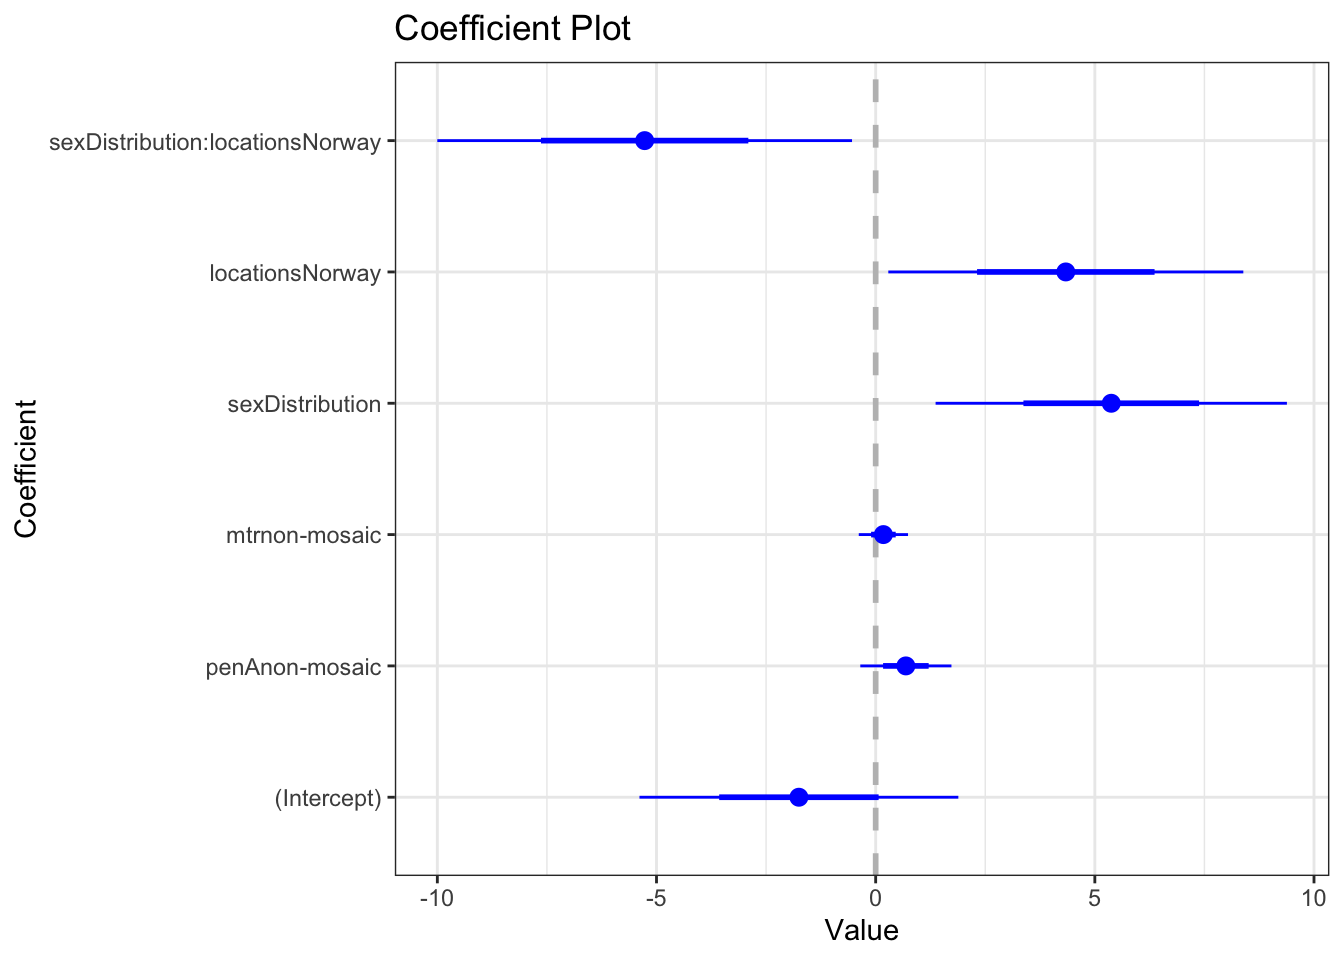 Coefficient Plot
sexDistribution:locationsNorway
locationsNorway
sexDistribution
mtrnon-mosaic
penAnon-mosaic
(Intercept)
Coefficient
-10 -5 0 5 10
Value